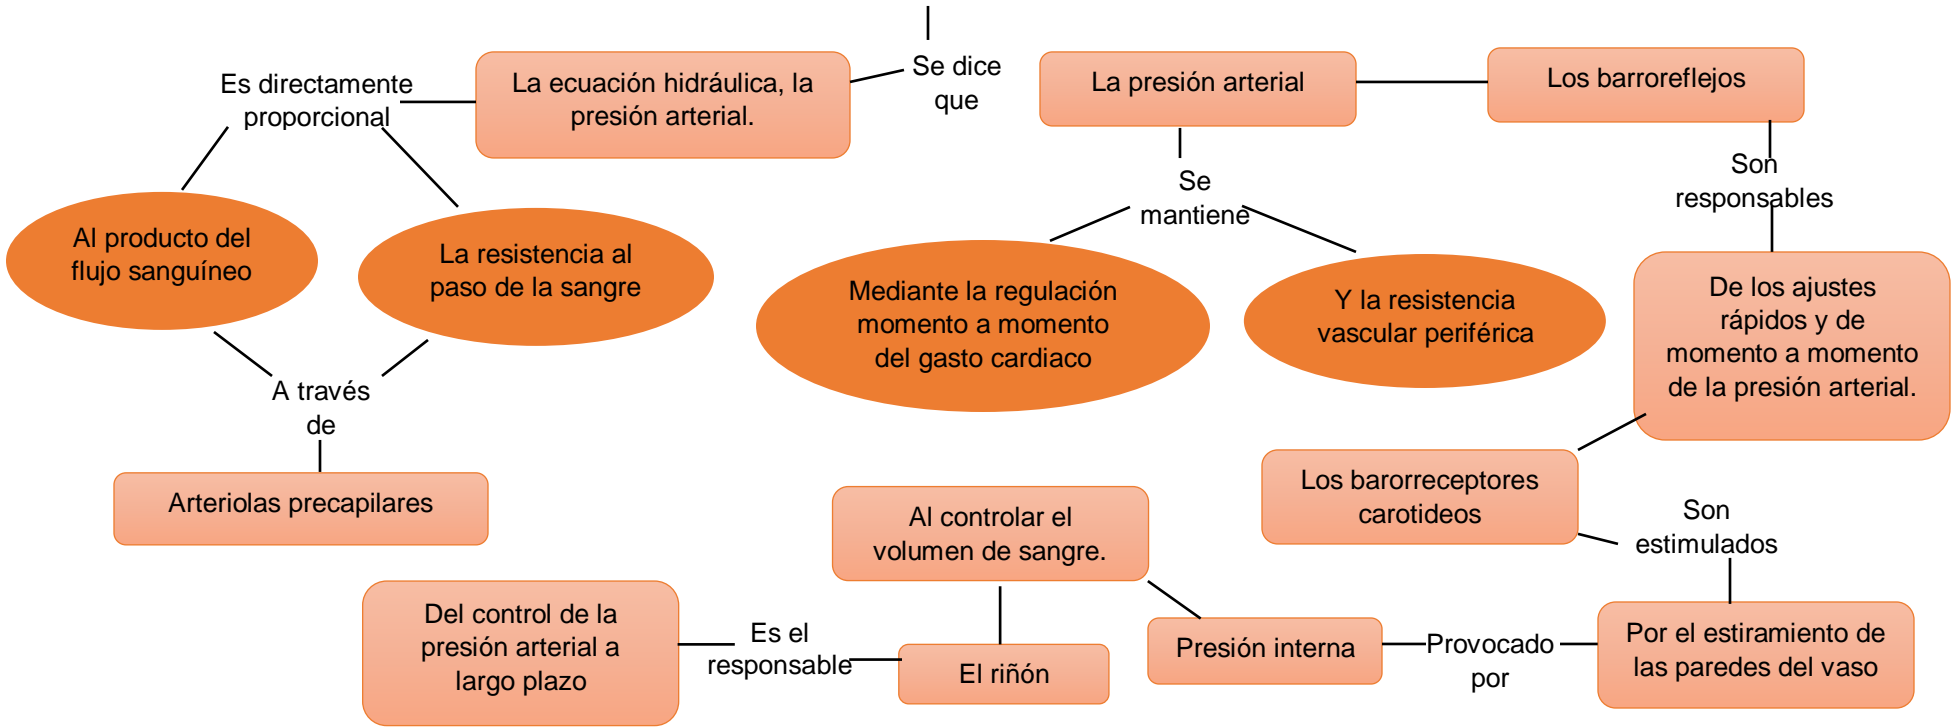 Se dice
que
La ecuación hidráulica, la
presión arterial.
Es directamente
proporcional
Al producto del
flujo sanguíneo
La resistencia al
paso de la sangre
A través
de
Arteriolas precapilares
La presión arterial
Los barroreflejos
Se
mantiene
Mediante la regulación
momento a momento
del gasto cardiaco
Y la resistencia
vascular periférica
Son
responsables
De los ajustes
rápidos y de
momento a momento
de la presión arterial.
Los barorreceptores
carotideos
Son
estimulados
Por el estiramiento de
las paredes del vaso
Provocado
por
Presión interna
Al controlar el
volumen de sangre.
El riñón
Es el
responsable
Del control de la
presión arterial a
largo plazo